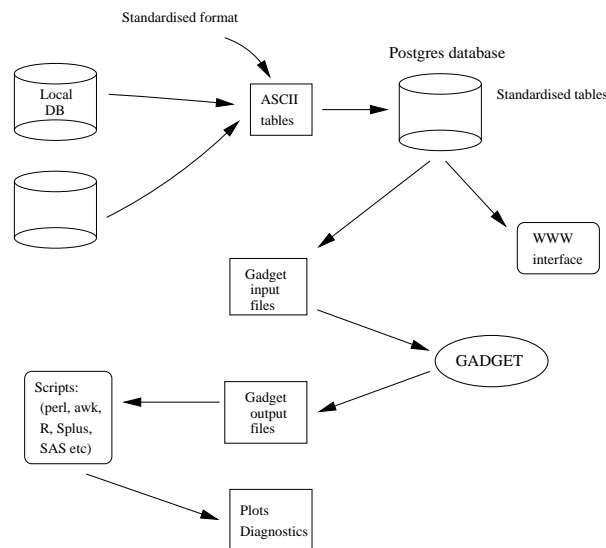 Standardised format
Postgres database
Local
DB
ASCII
tables
Standardised tables
WWW
interface
Gadget
input
files
GADGET
Scripts:
(perl, awk,
R, Splus,
SAS etc)
Gadget
output
files
Plots
Diagnostics